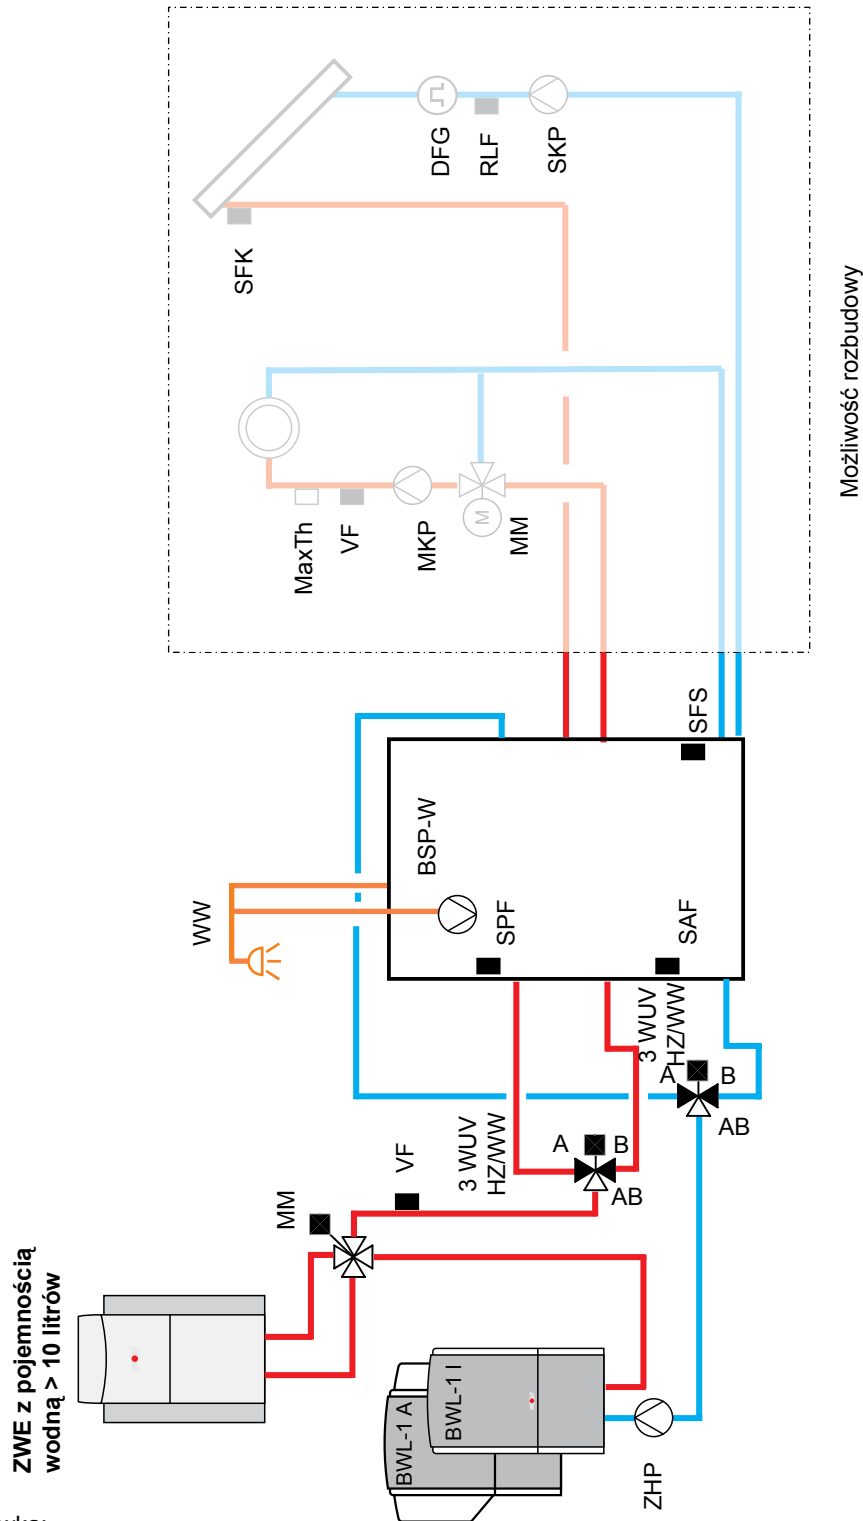 ZWE z pojemnością
wodną > 10 litrów
MM
VF
WW
3 WUV
HZ/WW
A
B
AB
3 WUV
HZ/WW
A
B
AB
BSP-W
SPF
SAF
SFS
BWL-1 A
BWL-1 I
ZHP
SFK
DFG
RLF
SKP
MaxTh
VF
MKP
M
MM
Możliwość rozbudowy